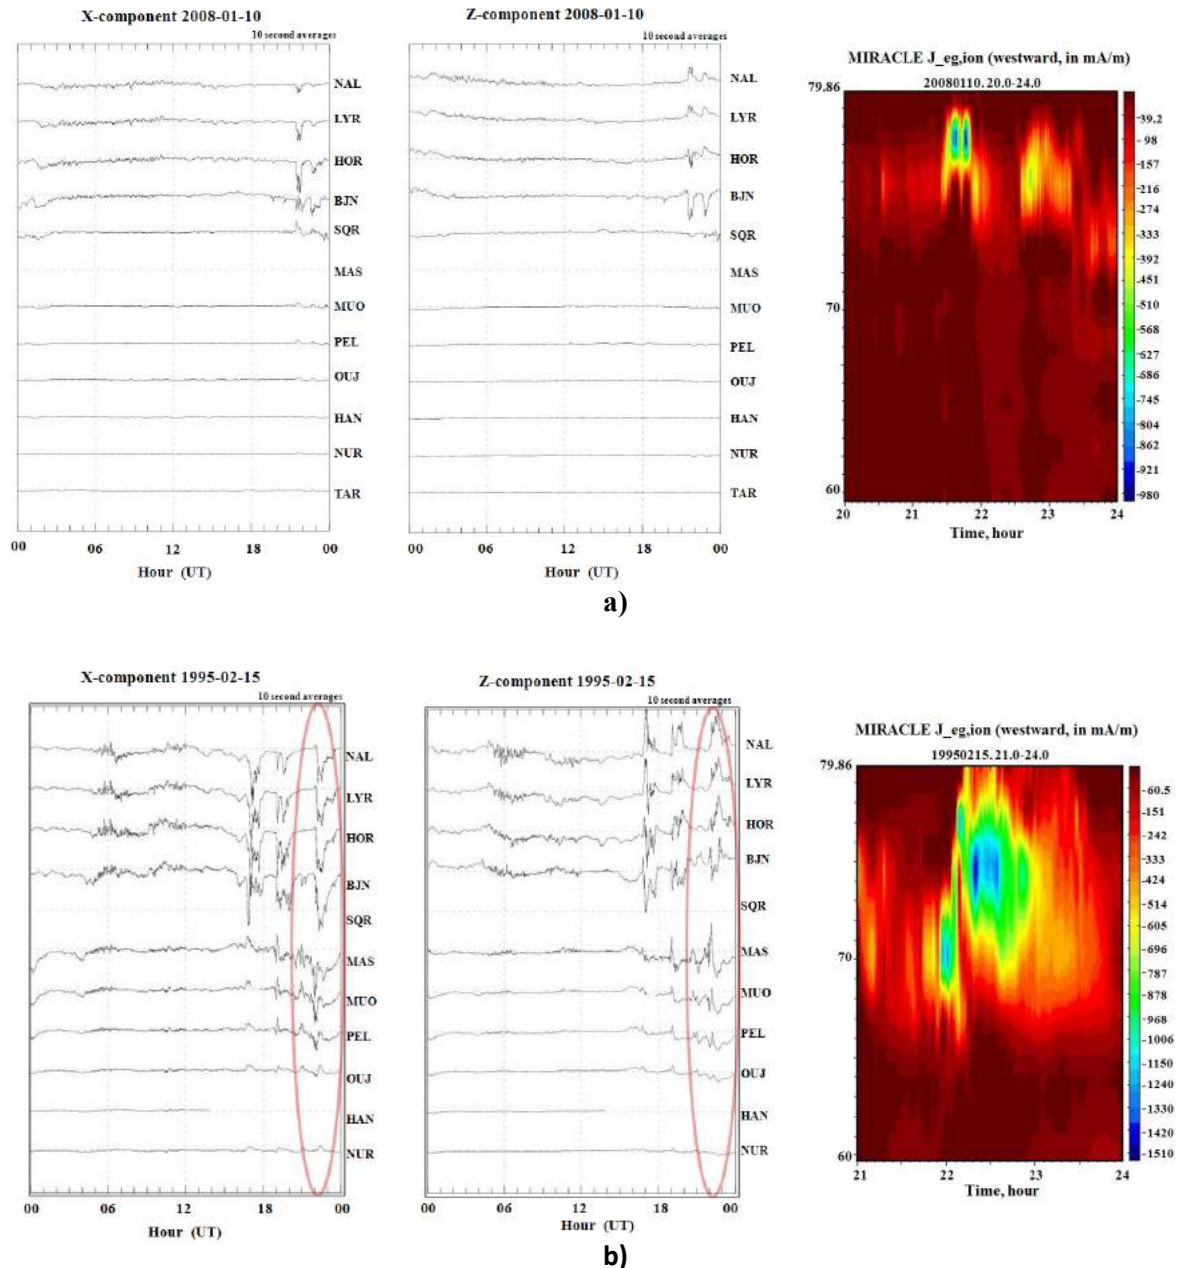 X-component 2008-01-10
10 second averages
NAL
LYR
HOR
BJN
SQR
MAS
MUO
PEL
OUJ
HAN
NUR
TAR
00 06 12 18 00
Hour (UT)
Z-component 2008-01-10
10 second averages
NAL
LYR
HOR
BJN
SQR
MAS
MUO
PEL
OUJ
HAN
NUR
TAR
00 06 12 18 00
Hour (UT)
MIRACLE J_eg,ion (westward, in mA/m)
20080110. 20.0-24.0
79.86
70
60
20 21 22 23 24
Time, hour
-39.2
-98
-157
-216
-274
-333
-392
-451
-510
-568
-627
-686
-745
-804
-862
-921
-980
a)
X-component 1995-02-15
10 second averages
NAL
LYR
HOR
BJN
SQR
MAS
MUO
PEL
OUJ
HAN
NUR
00 06 12 18 00
Hour (UT)
Z-component 1995-02-15
10 second averages
NAL
LYR
HOR
BJN
SQR
MAS
MUO
PEL
OUJ
HAN
NUR
00 06 12 18 00
Hour (UT)
MIRACLE J_eg,ion (westward, in mA/m)
19950215. 21.0-24.0
79.86
70
60
21 22 23 24
Time, hour
-60.5
-151
-242
-333
-424
-514
-605
-696
-787
-878
-968
-1006
-1150
-1240
-1330
-1420
-1510
b)